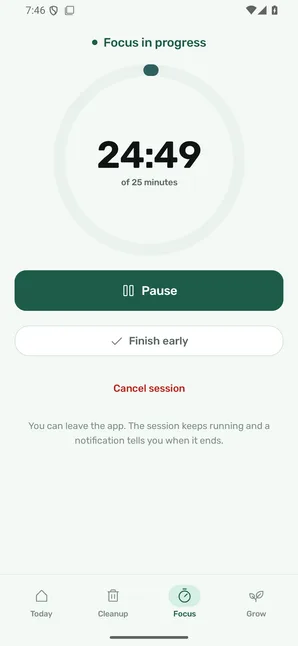 7:46
Focus in progress
24:49
of 25 minutes
Pause
Finish early
Cancel session
You can leave the app. The session keeps running and a
notification tells you when it ends.
Today
Cleanup
Focus
Grow